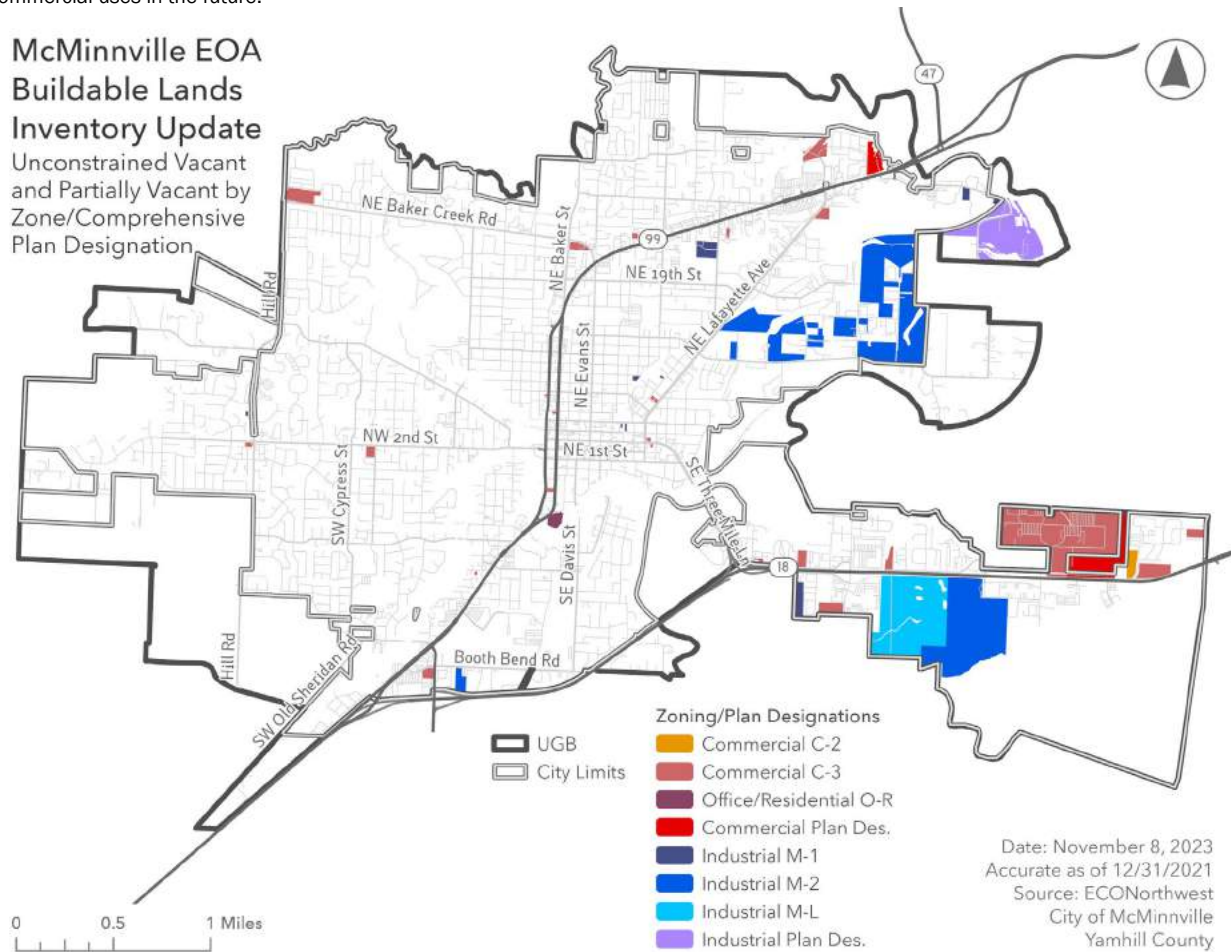 ommercial uses in the future.
McMinnville EOA
Buildable Lands
Inventory Update
Unconstrained Vacant
and Partially Vacant by
Zone/Comprehensive
Plan Designation
47
NE Baker Creek Rd
NE Baker St
99
NE 19th St
Hill Rd
NE Lafayette Ave
NE Evans St
NW 2nd St
NE 1st St
SW Cypress St
SE Three Mile Ln
SE Davis St
18
Hill Rd
SW Old Sheridan Rd
Booth Bend Rd
UGB
City Limits
Zoning/Plan Designations
Commercial C-2
Commercial C-3
Office/Residential O-R
Commercial Plan Des.
Industrial M-1
Industrial M-2
Industrial M-L
Industrial Plan Des.
Date: November 8, 2023
Accurate as of 12/31/2021
Source: ECONorthwest
City of McMinnville
Yamhill County
0 0.5 1 Miles